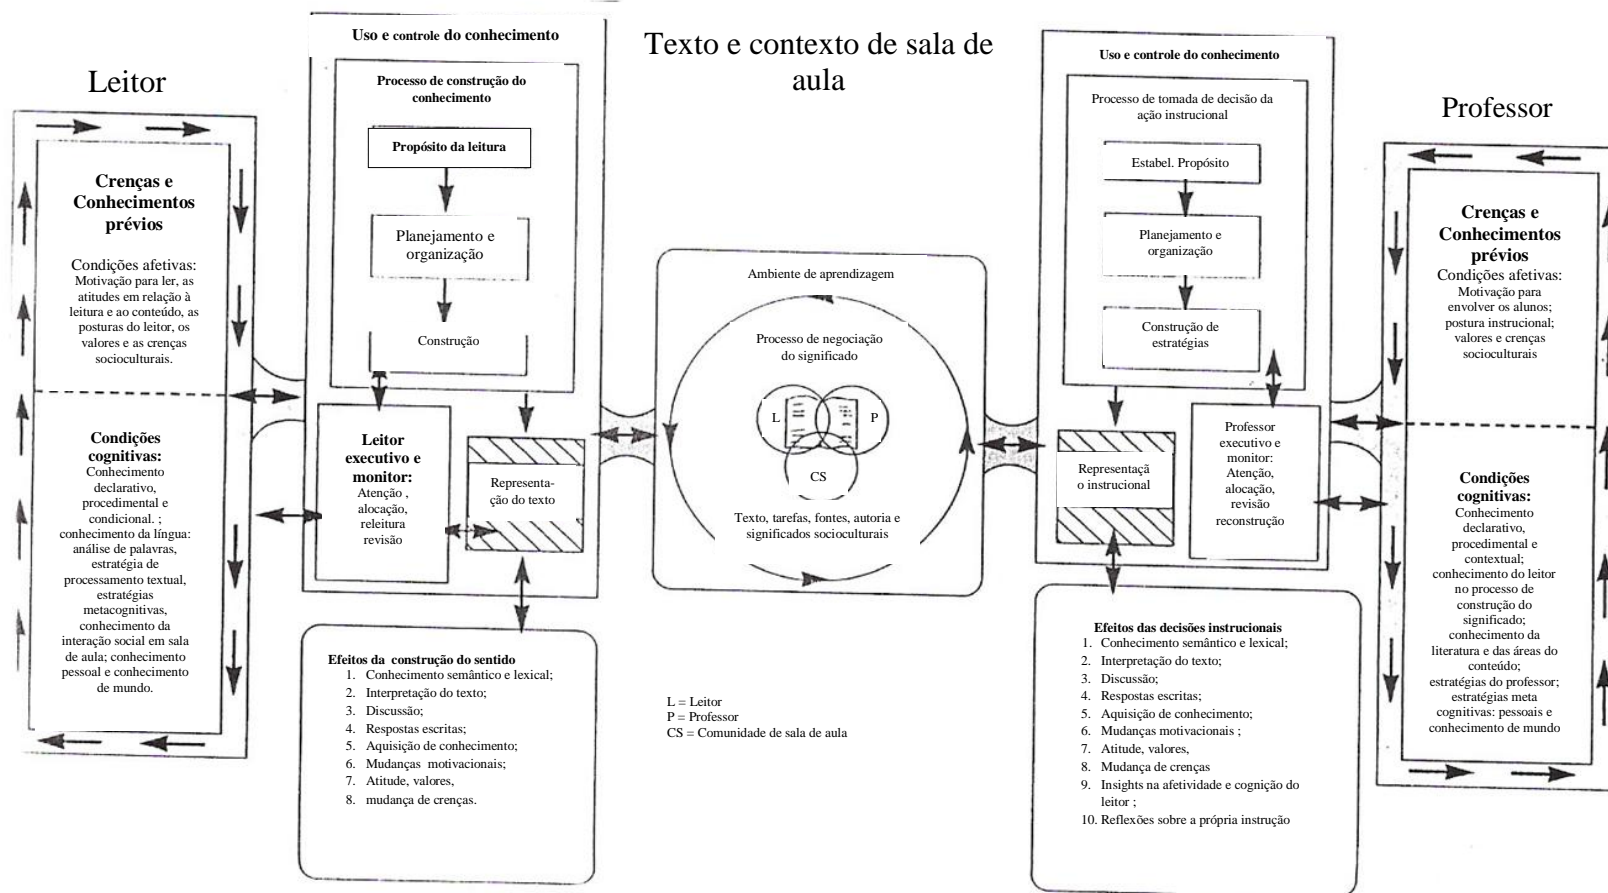 Leitor
Crenças e
Conhecimentos
prévios
Condições afetivas:
Motivação para ler, as
atitudes em relação à
leitura e ao conteúdo, as
posturas do leitor, os
valores e as crenças
socioculturais.
Condições
cognitivas:
Conhecimento
declarativo,
procedimental e
condicional. ;
conhecimento da língua:
análise de palavras,
estratégia de
processamento textual,
estratégias
metacognitivas,
conhecimento da
interação social em sala
de aula; conhecimento
pessoal e conhecimento
de mundo.
Uso e controle do conhecimento
Processo de construção do
conhecimento
Propósito da leitura
Planejamento e
organização
Construção
Leitor
executivo e
monitor:
Atenção ,
alocação,
releitura
revisão
Representa-
ção do texto
Efeitos da construção do sentido
1. Conhecimento semântico e lexical;
2. Interpretação do texto;
3. Discussão;
4. Respostas escritas;
5. Aquisição de conhecimento;
6. Mudanças motivacionais;
7. Atitude, valores,
8. mudança de crenças.
Texto e contexto de sala de
aula
Ambiente de aprendizagem
Processo de negociação
do significado
L
P
CS
Texto, tarefas, fontes, autoria e
significados socioculturais
L = Leitor
P = Professor
CS = Comunidade de sala de aula
Uso e controle do conhecimento
Processo de tomada de decisão da
ação instrucional
Estabel. Propósito
Planejamento e
organização
Construção de
estratégias
Representaçã
o instrucional
Professor
executivo e
monitor:
Atenção,
alocação,
revisão
reconstrução
Efeitos das decisões instrucionais
1. Conhecimento semântico e lexical;
2. Interpretação do texto;
3. Discussão;
4. Respostas escritas;
5. Aquisição de conhecimento;
6. Mudanças motivacionais ;
7. Atitude, valores,
8. Mudança de crenças
9. Insights na afetividade e cognição do
leitor ;
10. Reflexões sobre a própria instrução
Professor
Crenças e
Conhecimentos
prévios
Condições afetivas:
Motivação para
envolver os alunos;
postura instrucional;
valores e crenças
socioculturais
Condições
cognitivas:
Conhecimento
declarativo,
procedimental e
contextual;
conhecimento do leitor
no processo de
construção do
significado;
conhecimento da
literatura e das áreas do
conteúdo;
estratégias do professor;
estratégias meta
cognitivas: pessoais e
conhecimento de mundo